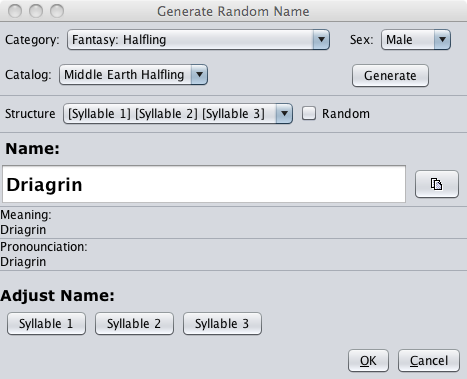 Generate Random Name
Category: Fantasy: Halfling Sex: Male
Catalog: Middle Earth Halfling Generate
Structure [Syllable 1] [Syllable 2] [Syllable 3] Random
Name:
Driagrin
Meaning:
Driagrin
Pronounciation:
Driagrin
Adjust Name:
Syllable 1 Syllable 2 Syllable 3
OK Cancel